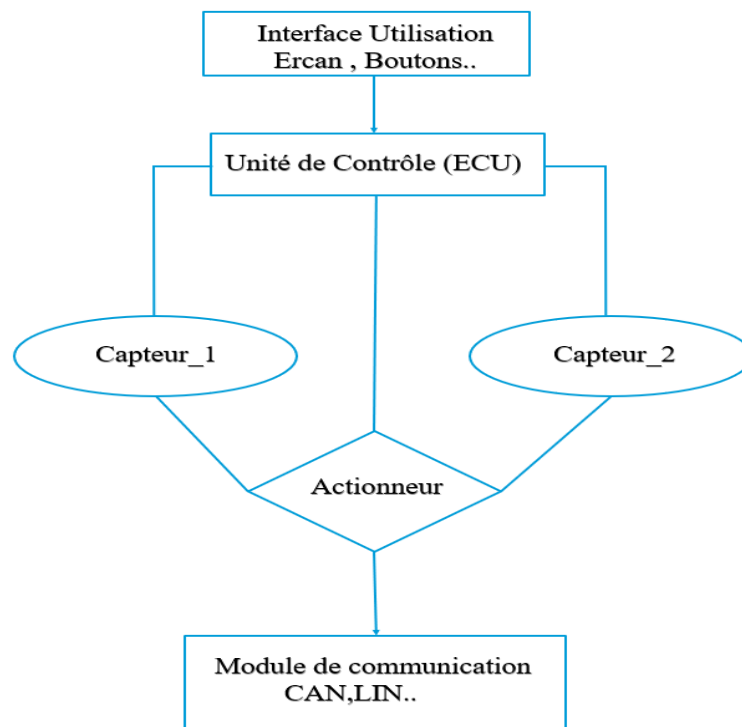 Interface Utilisation
Ercan , Boutons..
Unité de Contrôle (ECU)
Capteur_1
Capteur_2
Actionneur
Module de communication
CAN,LIN..